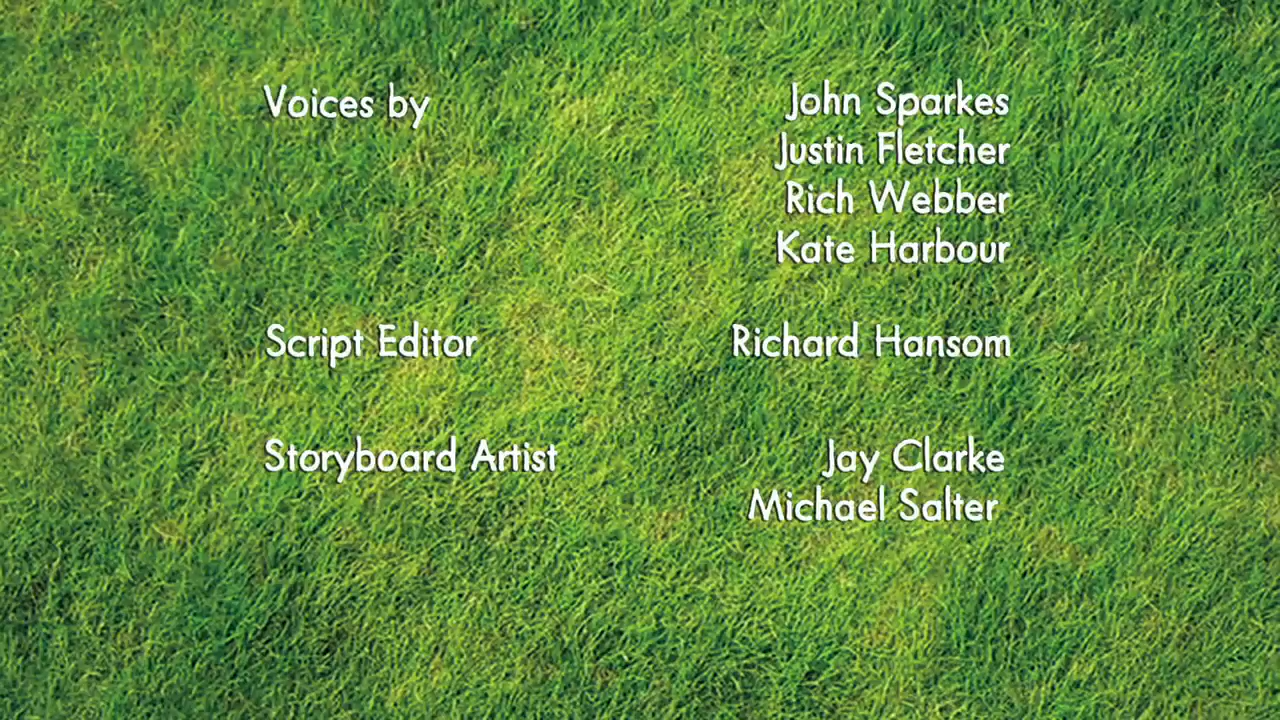 Voices by John Sparkes
Justin Fletcher
Rich Webber
Kate Harbour
Script Editor Richard Hansom
Storyboard Artist Jay Clarke
Michael Salter